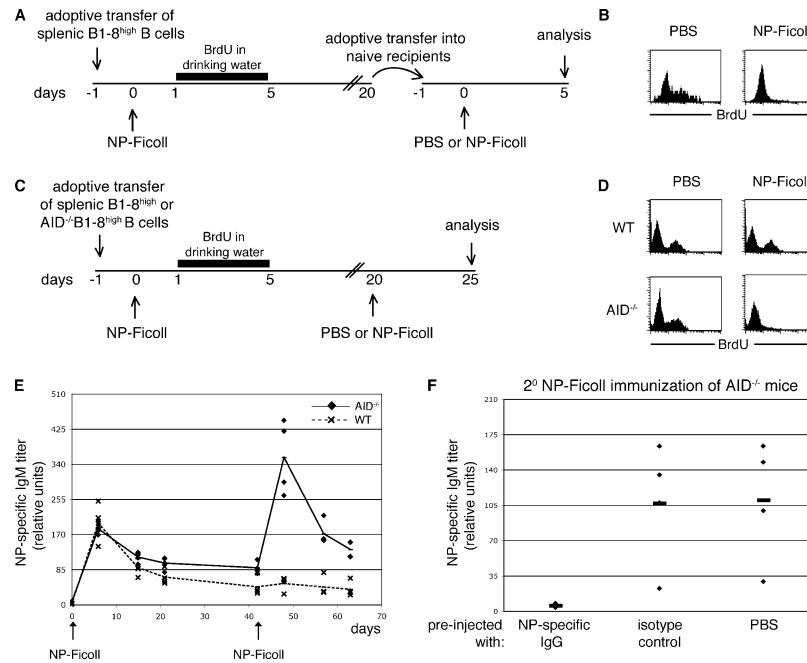 A
adoptive transfer of
splenic B1-8high B cells
BrdU in
drinking water
adoptive transfer into
naive recipients
analysis
days
-1 0 1 5 20 -1 0 5
NP-Ficoll
PBS or NP-Ficoll
B
PBS NP-Ficoll
BrdU
C
adoptive transfer
of splenic B1-8high or
AID-/-B1-8high B cells
BrdU in
drinking water
analysis
days
-1 0 1 5 20 25
NP-Ficoll
PBS or NP-Ficoll
D
PBS NP-Ficol
WT
AID-/-
BrdU
E
NP-specific IgM titer
(relative units)
510
425
340
255
170
85
0
AID-/-
WT
0 10 20 30 40 50 60 70
days
NP-Ficoll NP-Ficoll
F
2º NP-Ficoll immunization of AID-/- mice
NP-specific IgM titer
(relative units)
210
175
140
105
70
35
0
pre-injected
with:
NP-specific
IgG
isotype
control
PBS